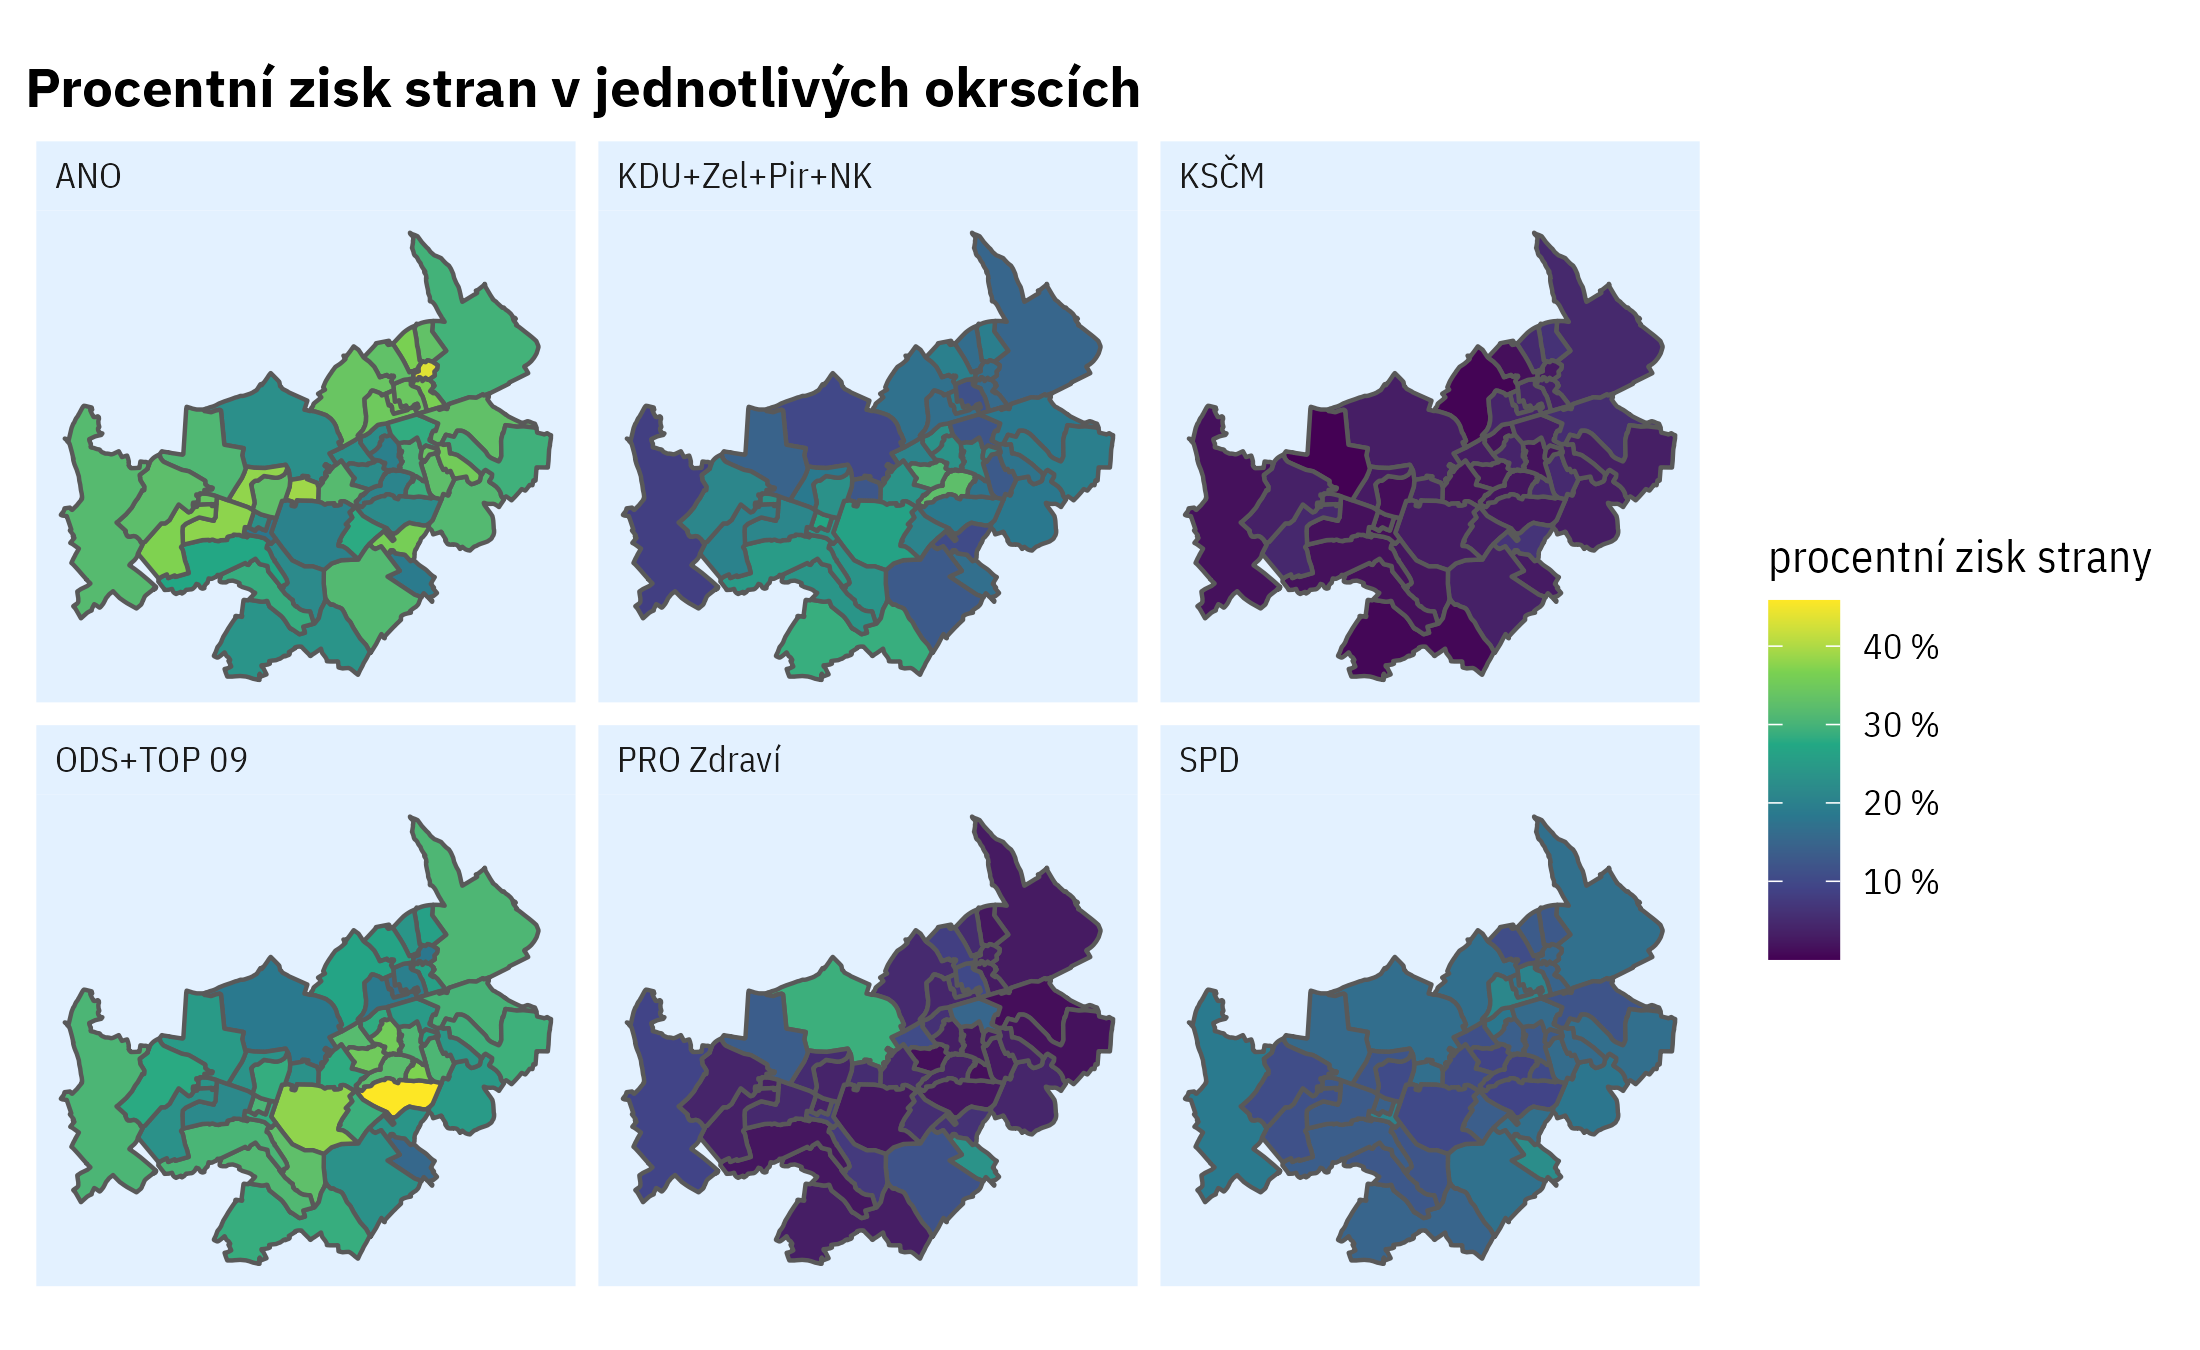 Procentní zisk stran v jednotlivých okrscích
ANO
KDU+Zel+Pir+NK
KSČM
ODS+TOP 09
PRO Zdraví
SPD
procentní zisk strany
40 %
30 %
20 %
10 %